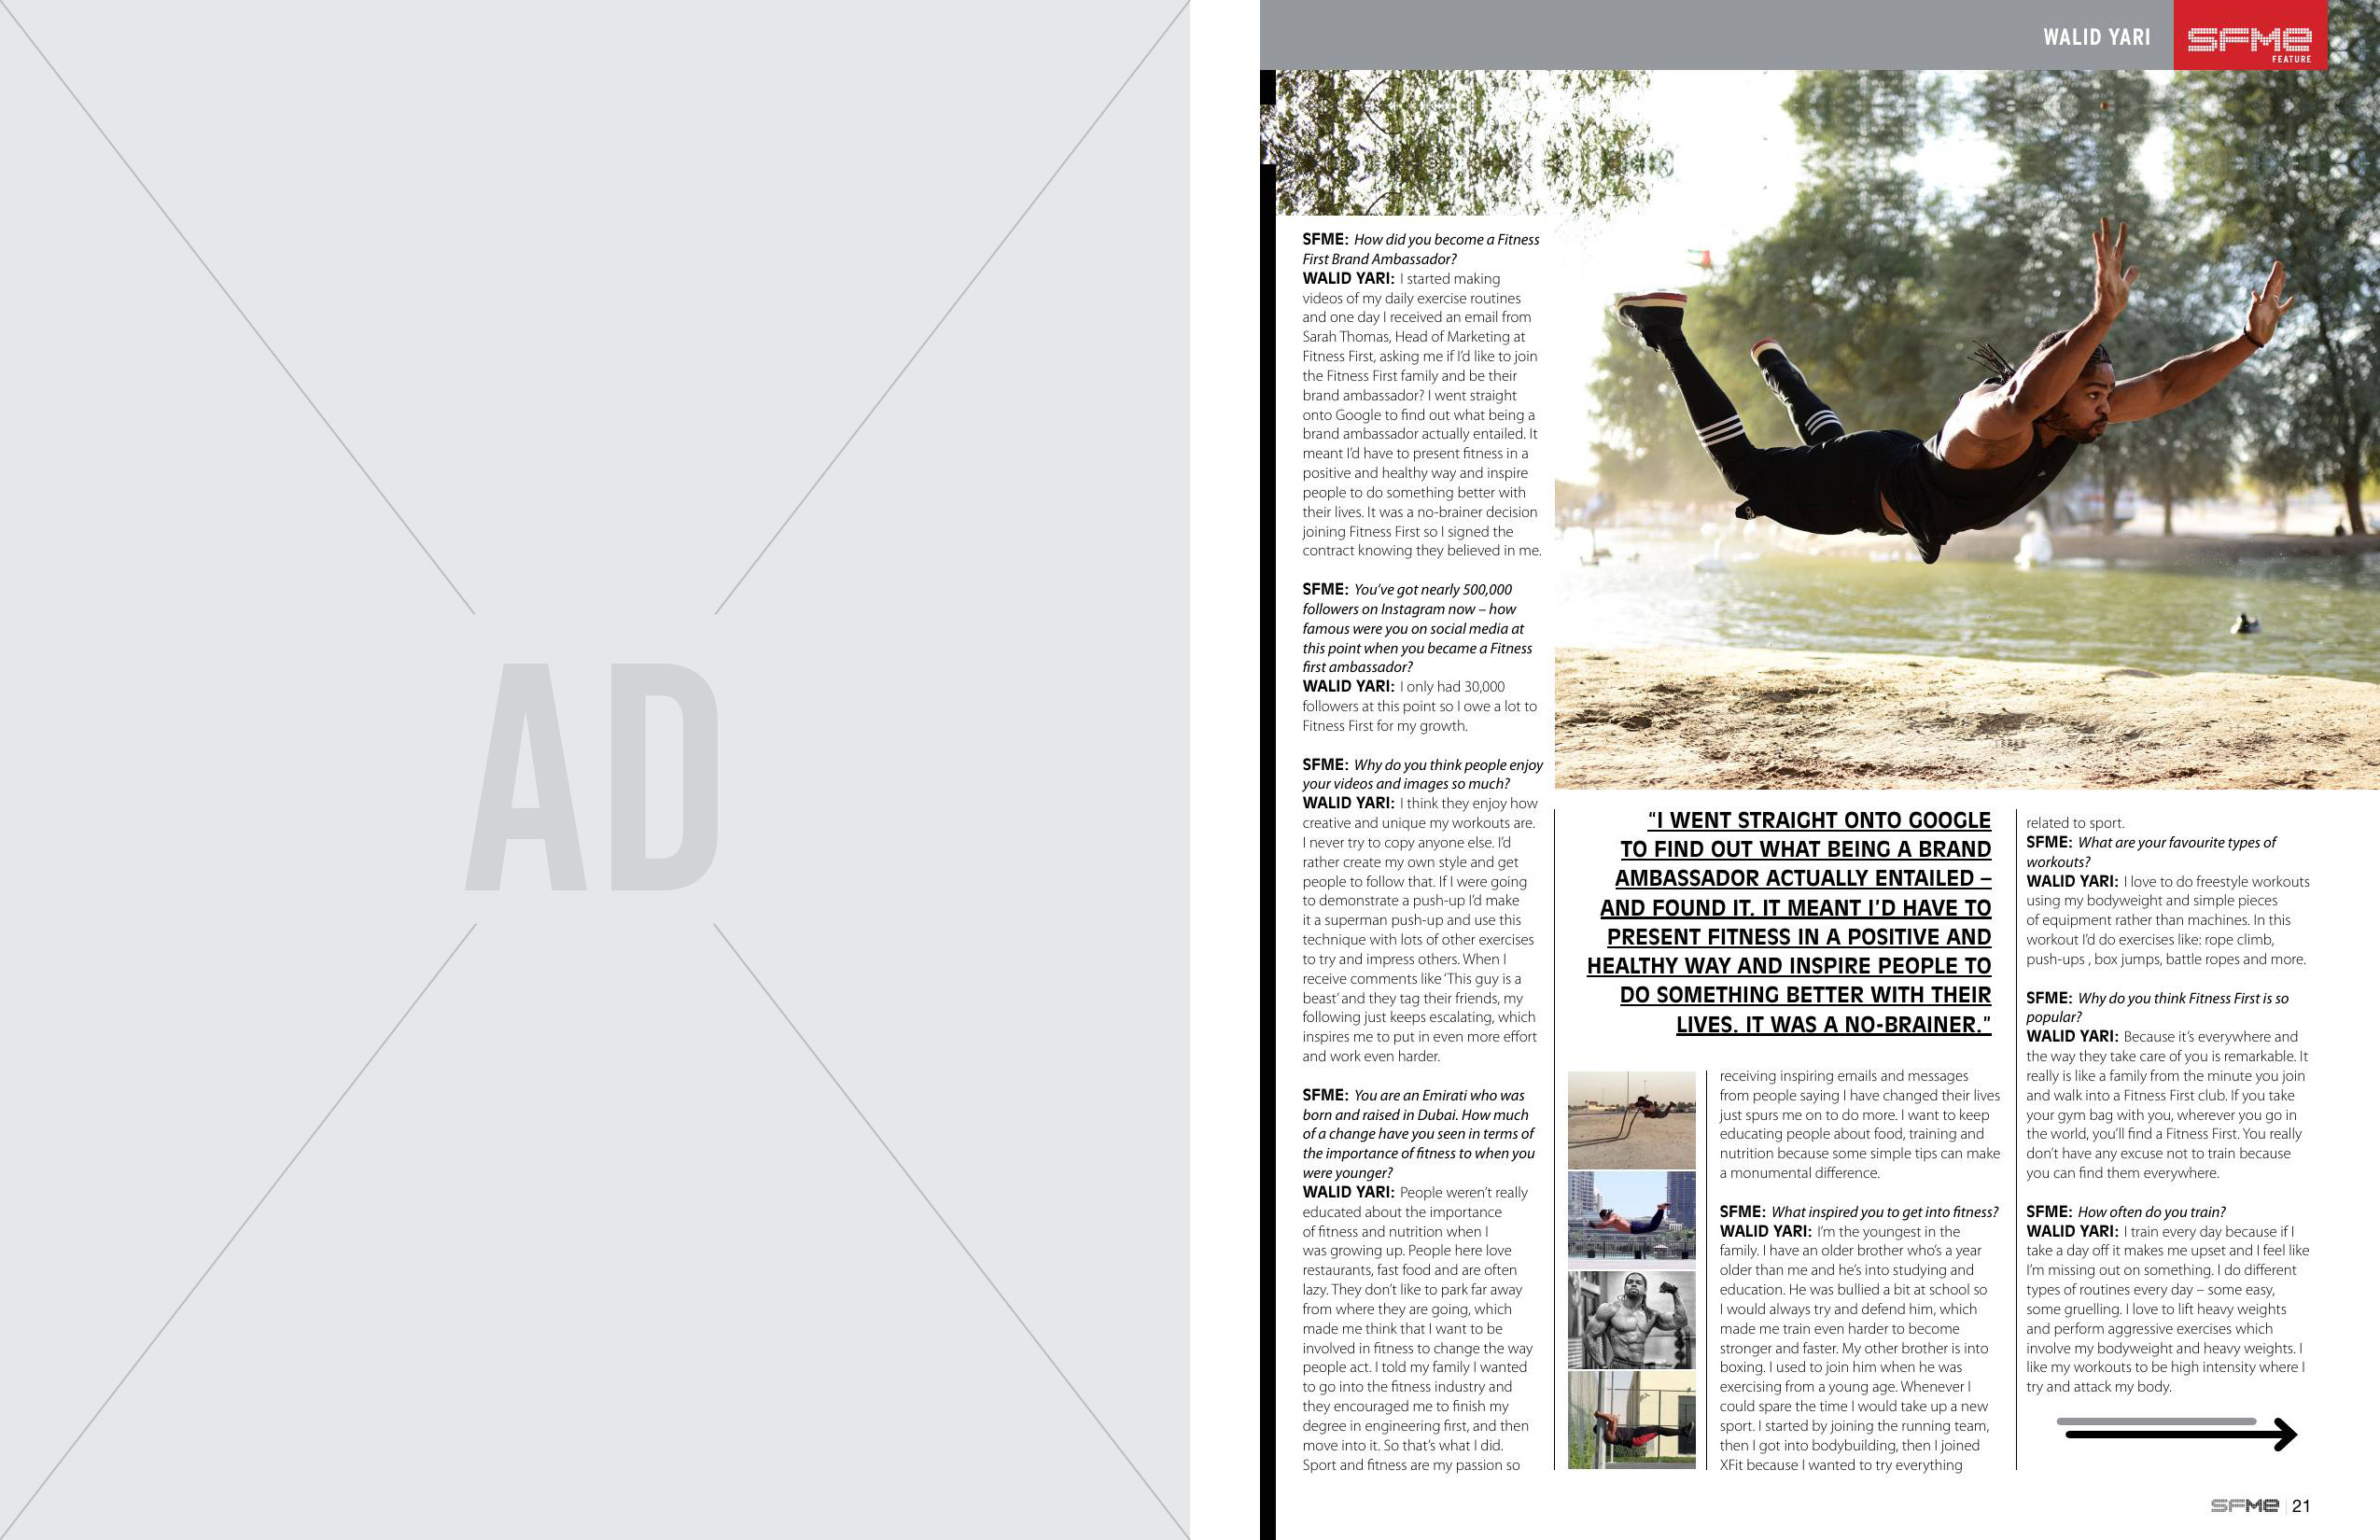 AD
WALID YARI
SFME
FEATURE
SFME: How did you become a Fitness
First Brand Ambassador?
WALID YARI: I started making
videos of my daily exercise routines
and one day I received an email from
Sarah Thomas, Head of Marketing at
Fitness First, asking me if I'd like to join
the Fitness First family and be their
brand ambassador? I went straight
onto Google to find out what being a
brand ambassador actually entailed. It
meant I'd have to present fitness in a
positive and healthy way and inspire
people to do something better with
their lives. It was a no-brainer decision
joining Fitness First so I signed the
contract knowing they believed in me.
SFME: You've got nearly 500,000
followers on Instagram now – how
famous were you on social media at
this point when you became a Fitness
first ambassador?
WALID YARI: I only had 30,000
followers at this point so I owe a lot to
Fitness First for my growth.
SFME: Why do you think people enjoy
your videos and images so much?
WALID YARI: I think they enjoy how
creative and unique my workouts are.
I never try to copy anyone else. I'd
rather create my own style and get
people to follow that. If I were going
to demonstrate a push-up I'd make
it a superman push-up and use this
technique with lots of other exercises
to try and impress others. When I
receive comments like 'This guy is a
beast' and they tag their friends, my
following just keeps escalating, which
inspires me to put in even more effort
and work even harder.
SFME: You are an Emirati who was
born and raised in Dubai. How much
of a change have you seen in terms of
the importance of fitness to when you
were younger?
WALID YARI: People weren't really
educated about the importance
of fitness and nutrition when I
was growing up. People here love
restaurants, fast food and are often
lazy. They don't like to park far away
from where they are going, which
made me think that I want to be
involved in fitness to change the way
people act. I told my family I wanted
to go into the fitness industry and
they encouraged me to finish my
degree in engineering first, and then
move into it. So that's what I did.
Sport and fitness are my passion so
"I WENT STRAIGHT ONTO GOOGLE
TO FIND OUT WHAT BEING A BRAND
AMBASSADOR ACTUALLY ENTAILED –
AND FOUND IT. IT MEANT I'D HAVE TO
PRESENT FITNESS IN A POSITIVE AND
HEALTHY WAY AND INSPIRE PEOPLE TO
DO SOMETHING BETTER WITH THEIR
LIVES. IT WAS A NO-BRAINER."
receiving inspiring emails and messages
from people saying I have changed their lives
just spurs me on to do more. I want to keep
educating people about food, training and
nutrition because some simple tips can make
a monumental difference.
SFME: What inspired you to get into fitness?
WALID YARI: I'm the youngest in the
family. I have an older brother who's a year
older than me and he's into studying and
education. He was bullied a bit at school so
I would always try and defend him, which
made me train even harder to become
stronger and faster. My other brother is into
boxing. I used to join him when he was
exercising from a young age. Whenever I
could spare the time I would take up a new
sport. I started by joining the running team,
then I got into bodybuilding, then I joined
XFit because I wanted to try everything
related to sport.
SFME: What are your favourite types of
workouts?
WALID YARI: I love to do freestyle workouts
using my bodyweight and simple pieces
of equipment rather than machines. In this
workout I'd do exercises like: rope climb,
push-ups , box jumps, battle ropes and more.
SFME: Why do you think Fitness First is so
popular?
WALID YARI: Because it's everywhere and
the way they take care of you is remarkable. It
really is like a family from the minute you join
and walk into a Fitness First club. If you take
your gym bag with you, wherever you go in
the world, you'll find a Fitness First. You really
don't have any excuse not to train because
you can find them everywhere.
SFME: How often do you train?
WALID YARI: I train every day because if I
take a day off it makes me upset and I feel like
I'm missing out on something. I do different
types of routines every day – some easy,
some gruelling. I love to lift heavy weights
and perform aggressive exercises which
involve my bodyweight and heavy weights. I
like my workouts to be high intensity where I
try and attack my body.
SFME | 21